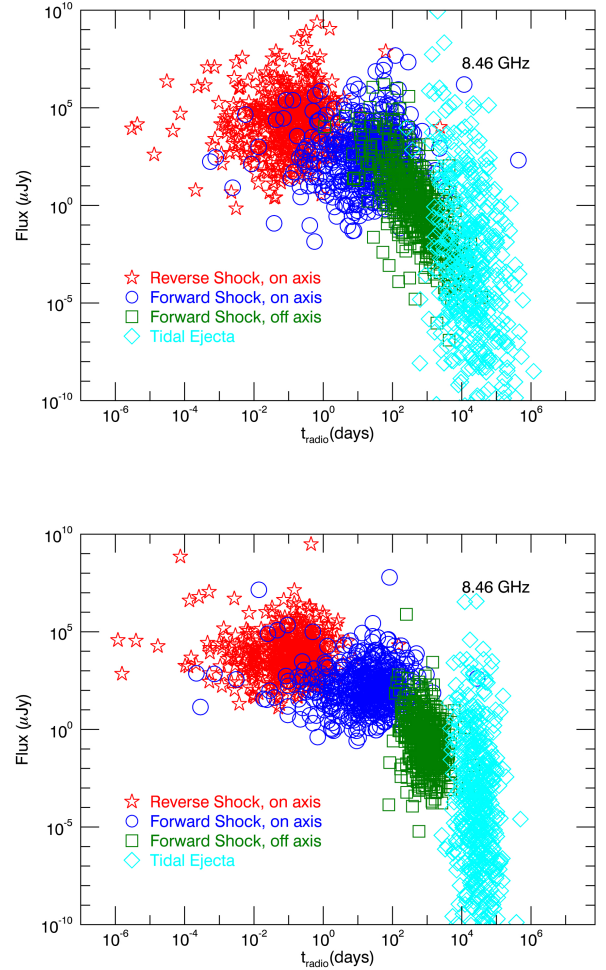 10^10
8.46 GHz
10^5
Flux (μJy)
10^0
Reverse Shock, on axis
10^-5
Forward Shock, on axis
Forward Shock, off axis
Tidal Ejecta
10^-10
10^-6 10^-4 10^-2 10^0 10^2 10^4 10^6
t_radio(days)
10^10
8.46 GHz
10^5
Flux (μJy)
10^0
Reverse Shock, on axis
Forward Shock, on axis
10^-5
Forward Shock, off axis
Tidal Ejecta
10^-10
10^-6 10^-4 10^-2 10^0 10^2 10^4 10^6
t_radio(days)